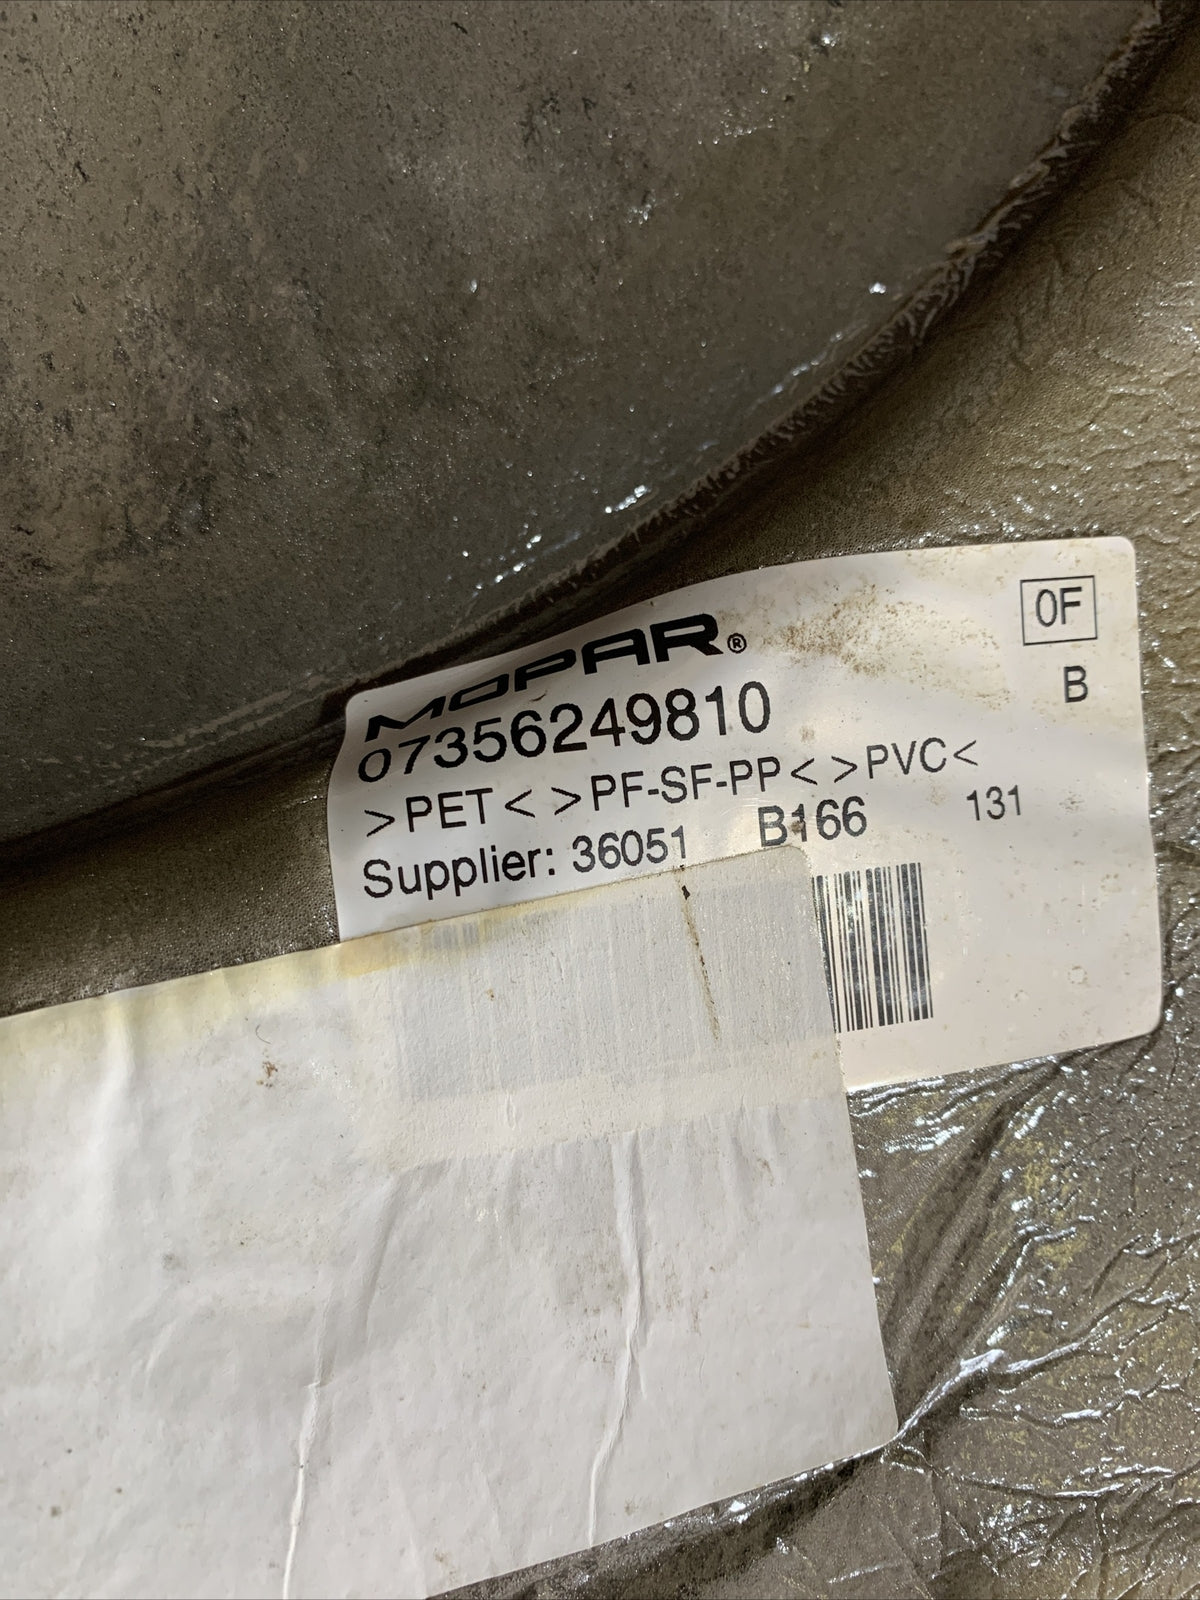 MOPAR®
0F
B
07356249810
>PET< >PF-SF-PP< >PVC<
Supplier: 36051 B166 131